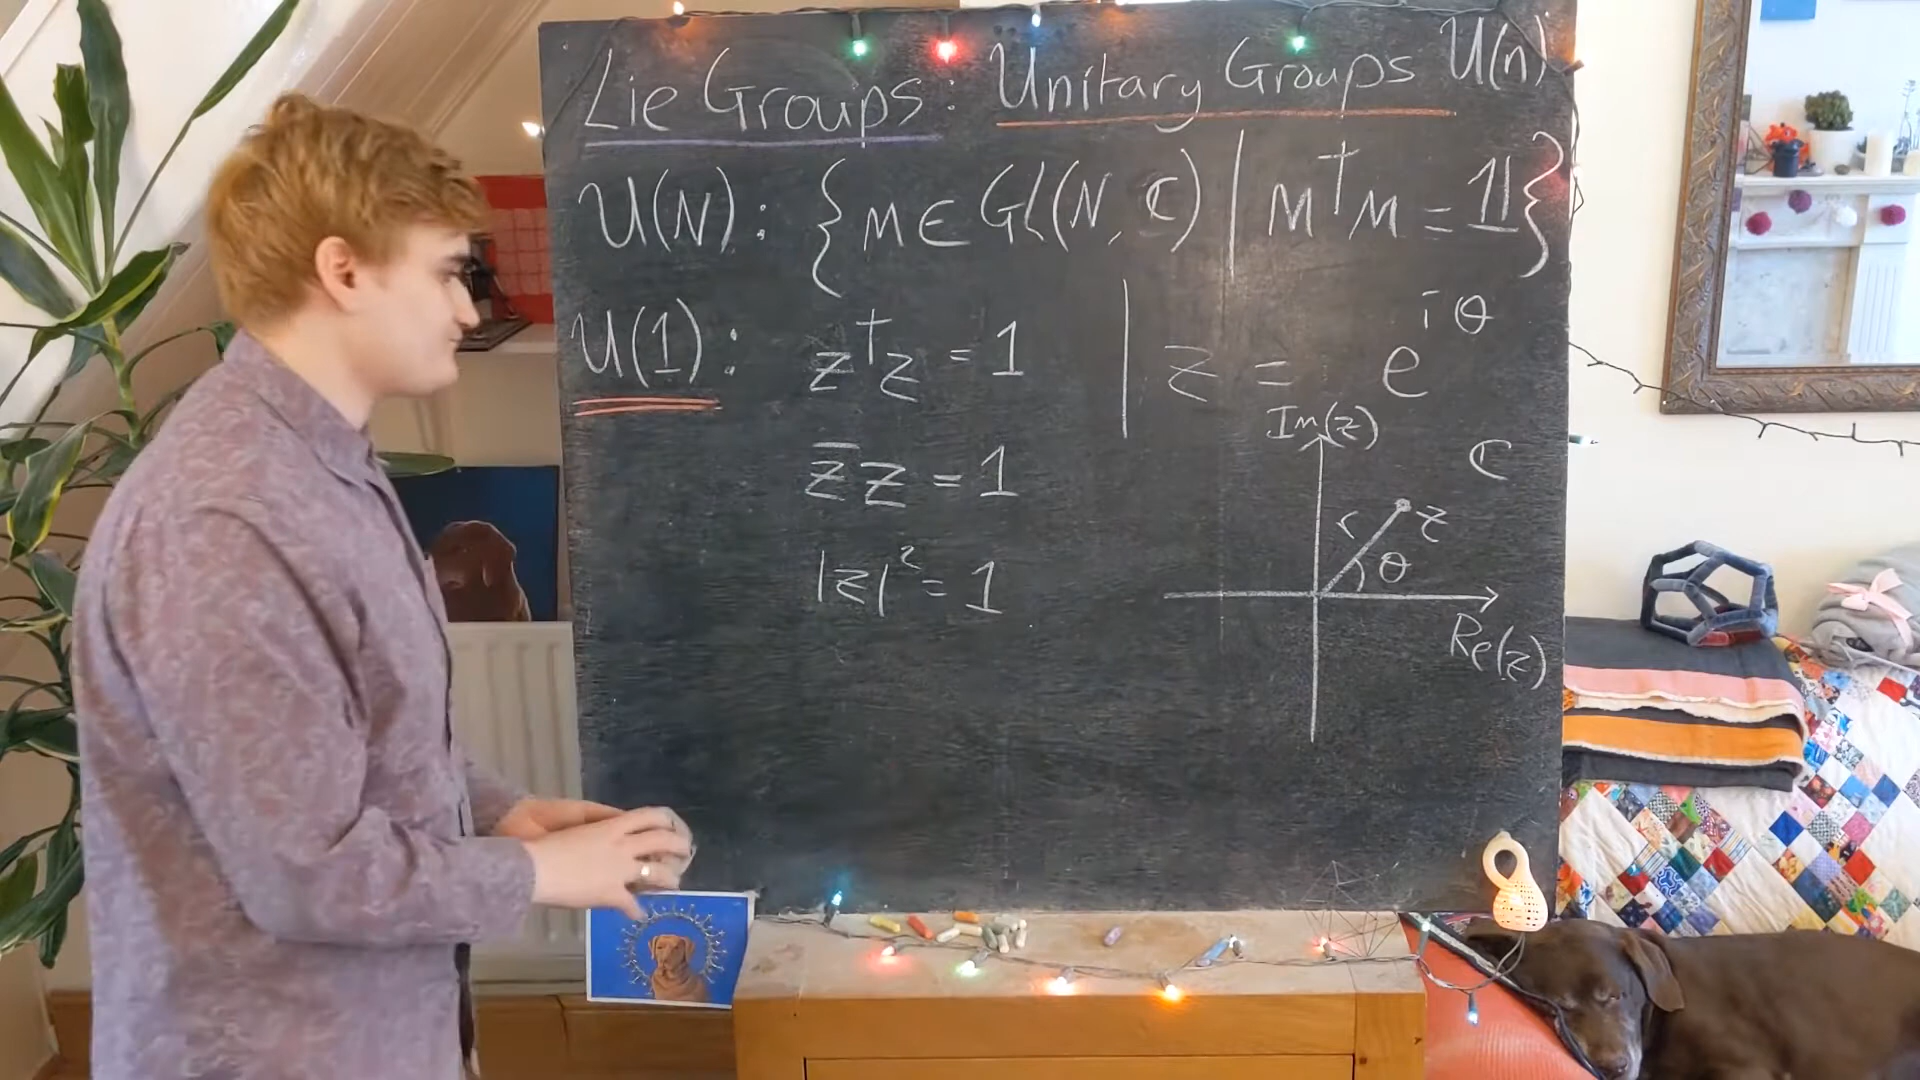 Lie Groups: Unitary Groups U(n)
U(N): {M ∈ GL(N, ℂ) | M†M = 𝟙}
U(1): z†z = 1 | z = e^{iθ}
z̄z = 1
|z|² = 1
Im(z)
ℂ
r
z
θ
Re(z)